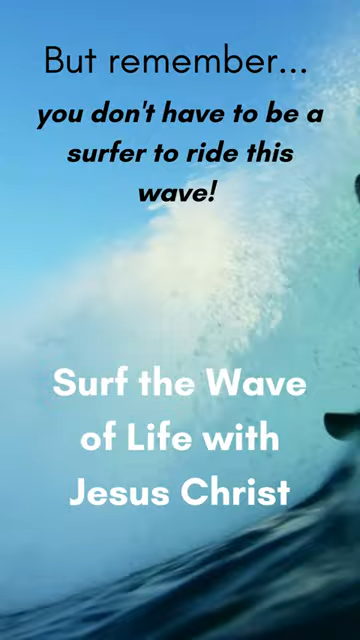 But remember...
you don't have to be a
surfer to ride this
wave!
Surf the Wave
of Life with
Jesus Christ